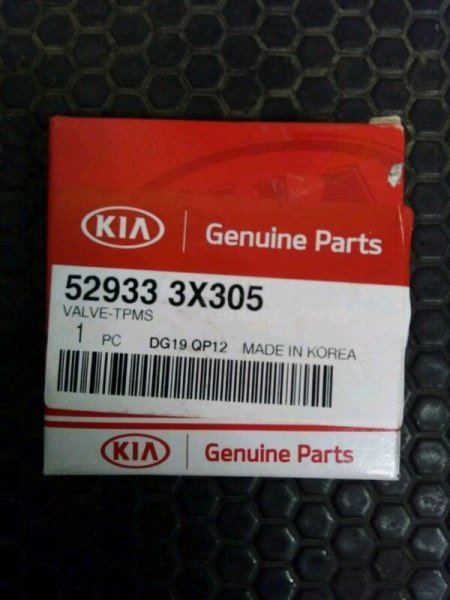 KIA Genuine Parts
52933 3X305
VALVE-TPMS
1 PC DG19 QP12 MADE IN KOREA
KIA Genuine Parts